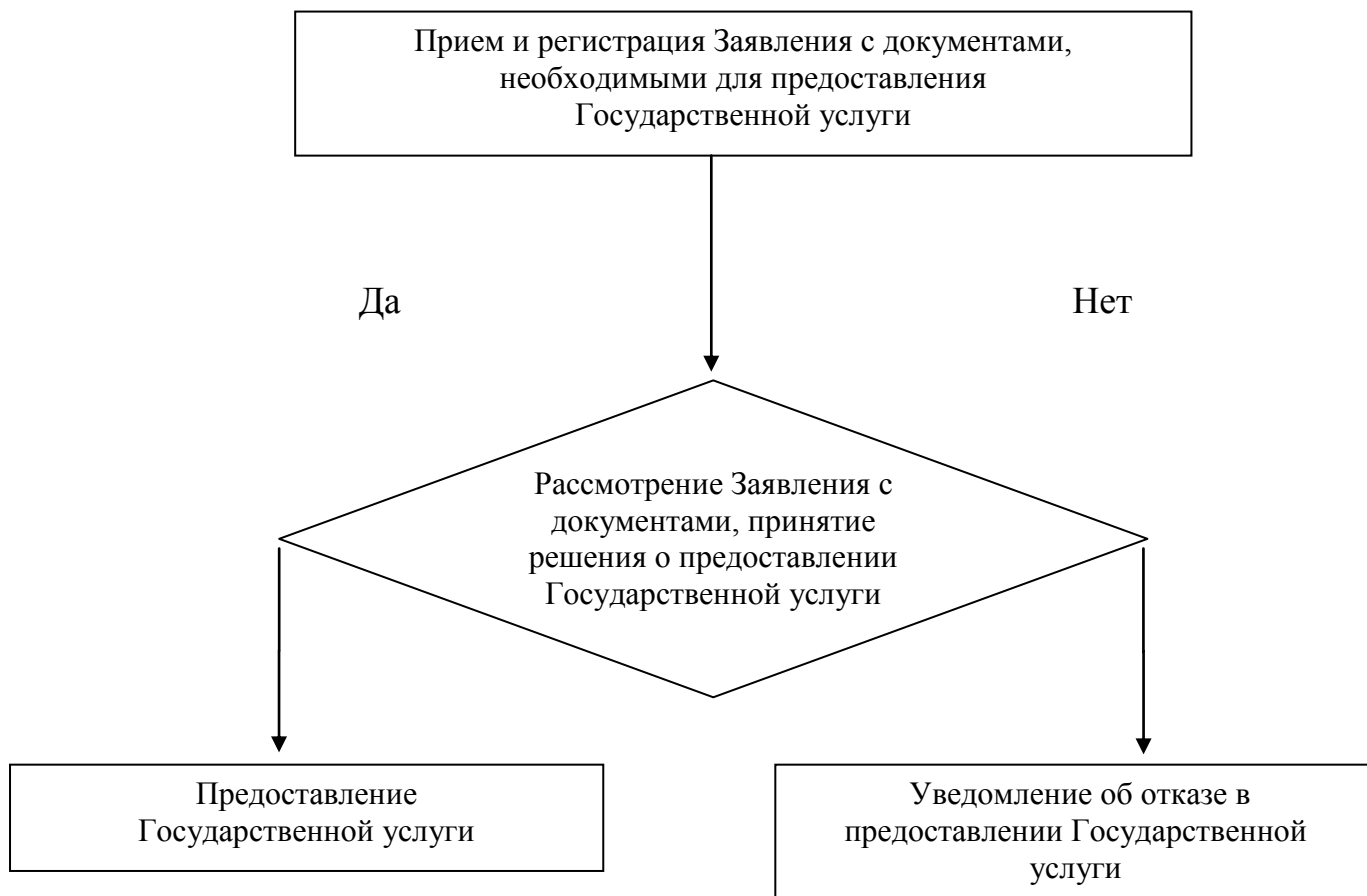 Прием и регистрация Заявления с документами,
необходимыми для предоставления
Государственной услуги
Да
Нет
Рассмотрение Заявления с
документами, принятие
решения о предоставлении
Государственной услуги
Предоставление
Государственной услуги
Уведомление об отказе в
предоставлении Государственной
услуги